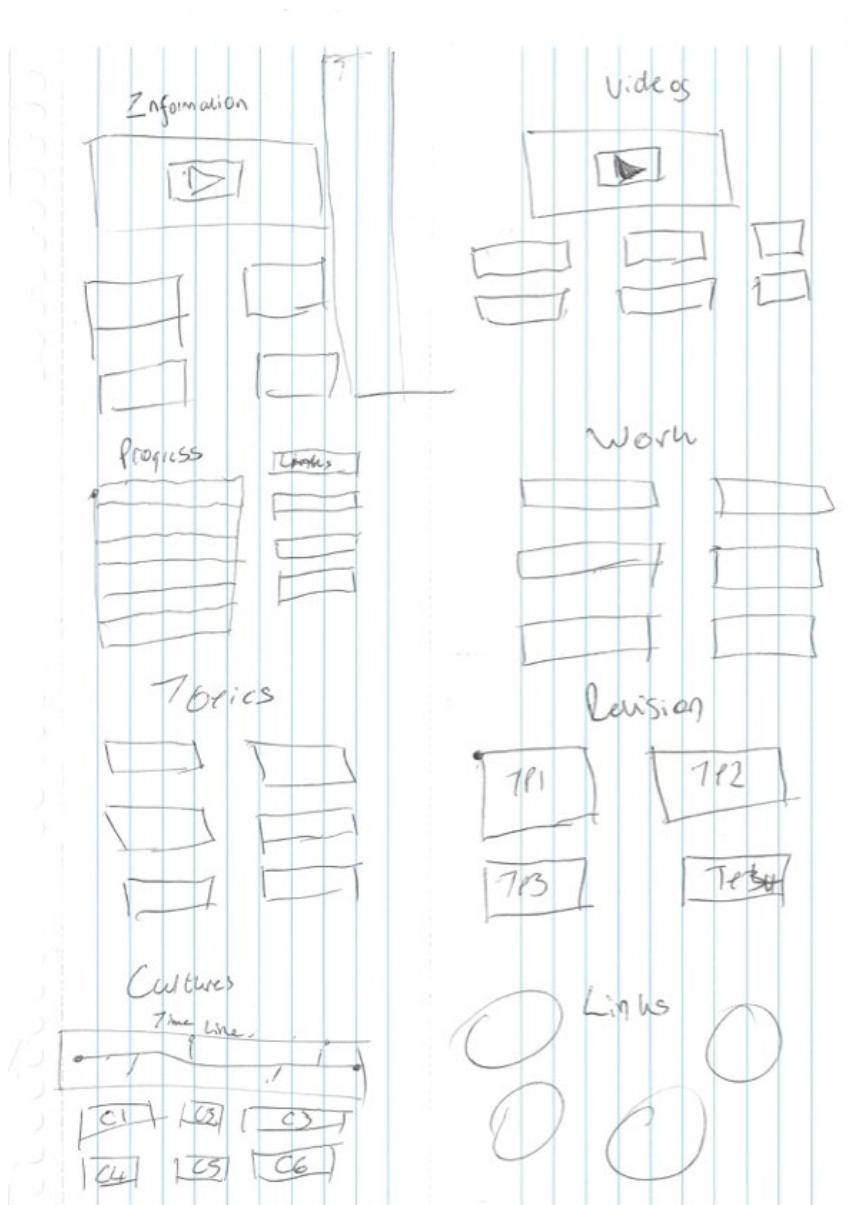 Information
Progress
Links
Topics
Cultures
Time Line
C1 C2 C3
C4 C5 C6
Videos
Work
Revision
TP1 TP2
TP3
Links